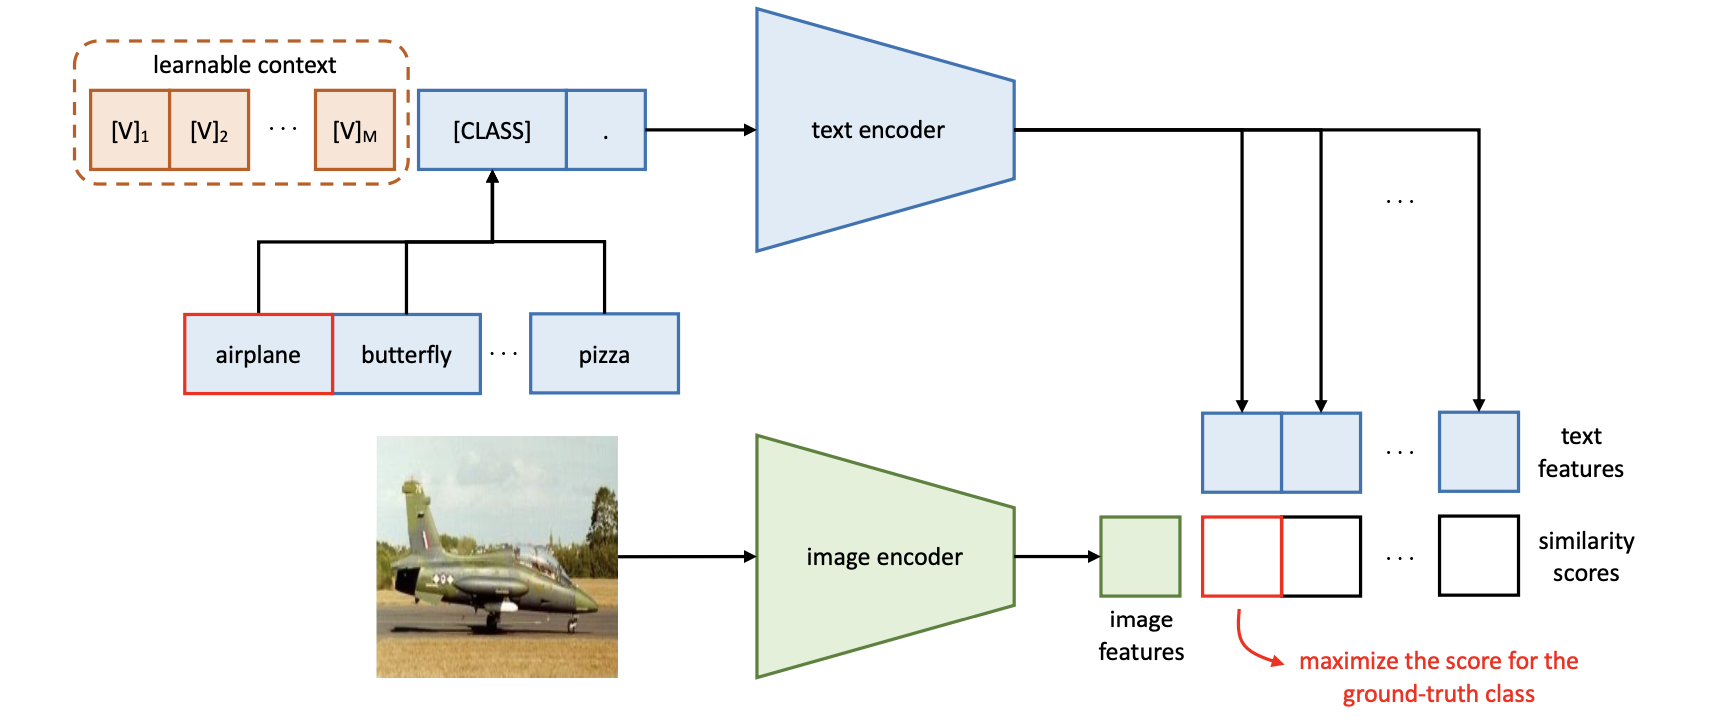 learnable context
[V]1 [V]2 ... [V]M [CLASS] .
text encoder
...
airplane butterfly ... pizza
text
features
...
image encoder
similarity
scores
...
image
features
maximize the score for the
ground-truth class